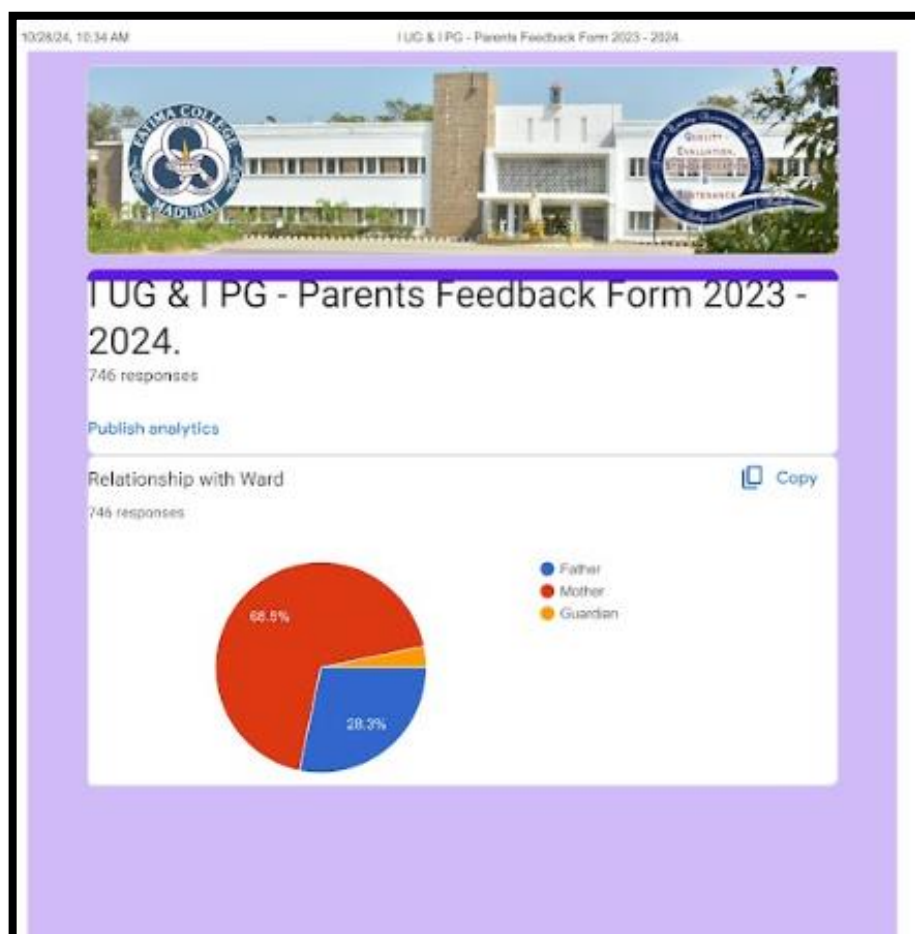 10/28/24, 10:34 AM
I UG & I PG - Parents Feedback Form 2023 - 2024.
FATIMA COLLEGE
MADURAI
QUALITY -
EVALUATION,
&
SUSTENANCE
I UG & I PG - Parents Feedback Form 2023 -
2024.
746 responses
Publish analytics
Relationship with Ward
Copy
746 responses
Father
Mother
Guardian
68.5%
28.3%